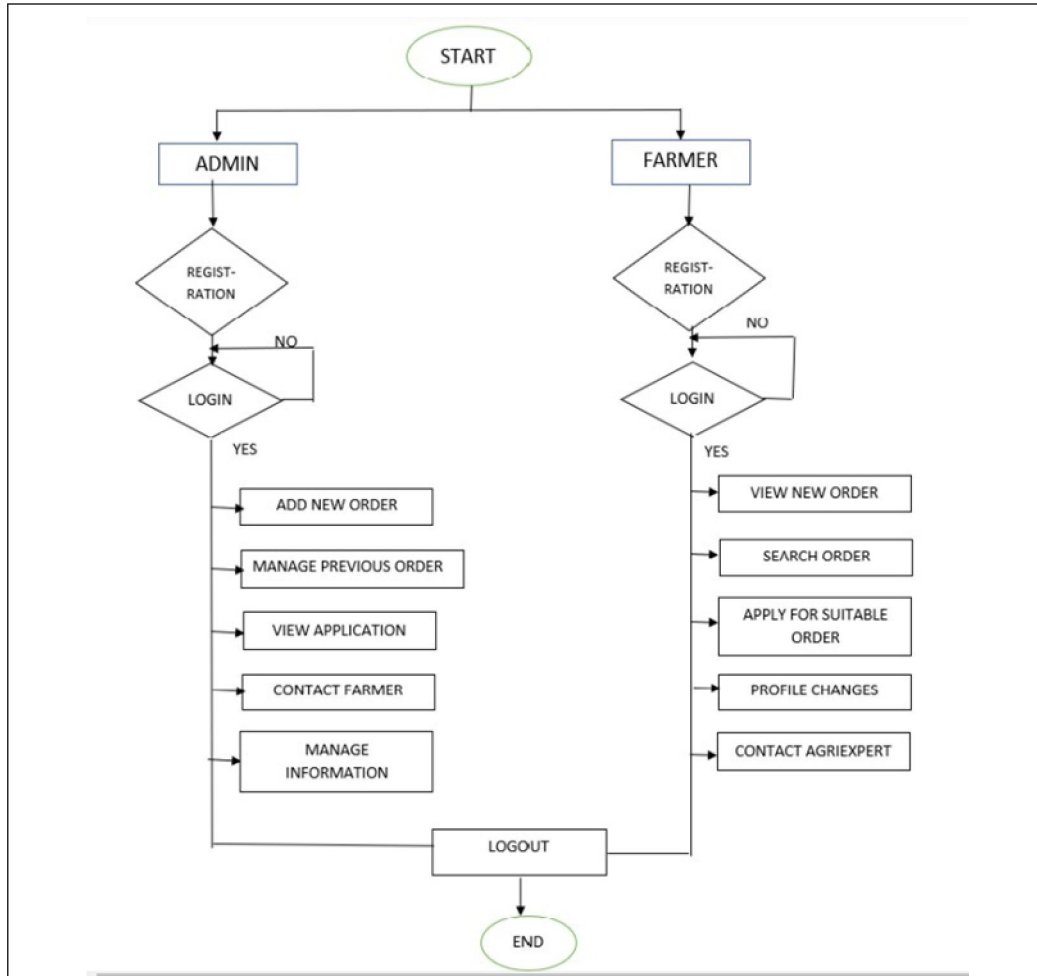 START
ADMIN
FARMER
REGIST-
RATION
REGIST-
RATION
NO
NO
LOGIN
LOGIN
YES
YES
ADD NEW ORDER
MANAGE PREVIOUS ORDER
VIEW APPLICATION
CONTACT FARMER
MANAGE
INFORMATION
VIEW NEW ORDER
SEARCH ORDER
APPLY FOR SUITABLE
ORDER
PROFILE CHANGES
CONTACT AGRIEXPERT
LOGOUT
END